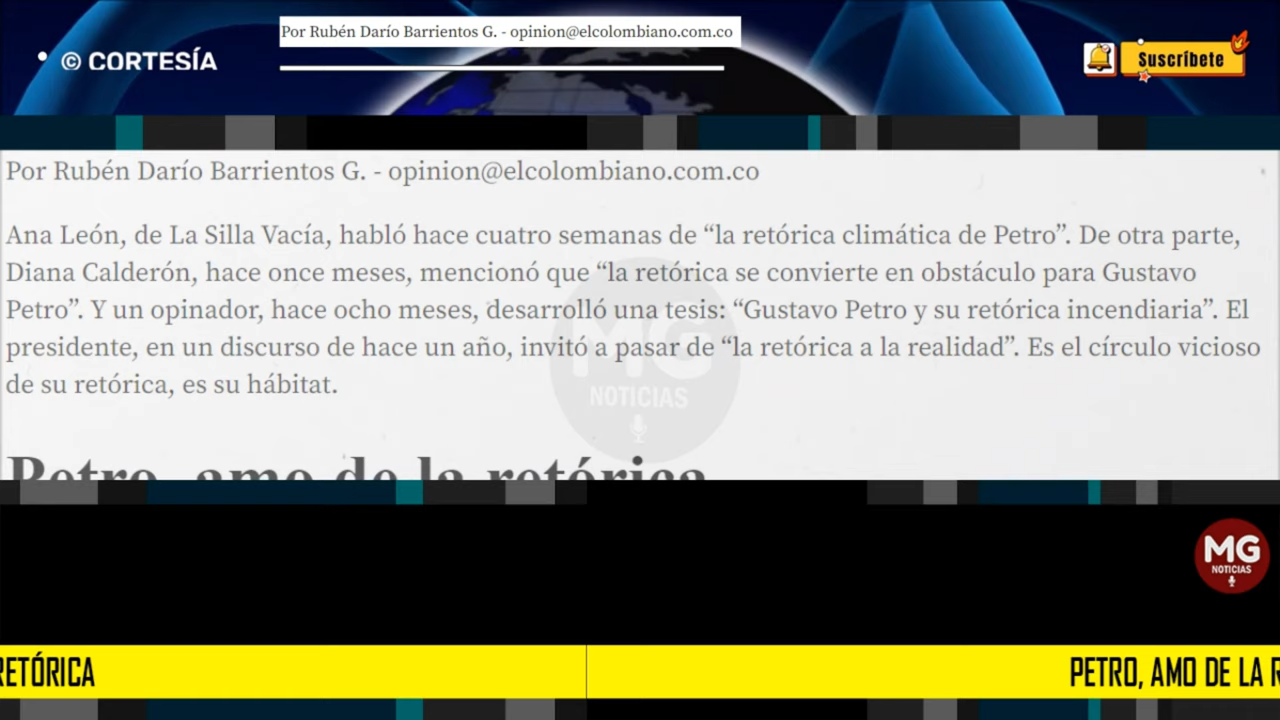 Por Rubén Darío Barrientos G. - opinion@elcolombiano.com.co
© CORTESÍA
Suscríbete
Por Rubén Darío Barrientos G. - opinion@elcolombiano.com.co
Ana León, de La Silla Vacía, habló hace cuatro semanas de “la retórica climática de Petro”. De otra parte,
Diana Calderón, hace once meses, mencionó que “la retórica se convierte en obstáculo para Gustavo
Petro”. Y un opinador, hace ocho meses, desarrolló una tesis: “Gustavo Petro y su retórica incendiaria”. El
presidente, en un discurso de hace un año, invitó a pasar de “la retórica a la realidad”. Es el círculo vicioso
de su retórica, es su hábitat.
MG
NOTICIAS
Petro, amo de la retórica
MG
NOTICIAS
RETÓRICA
PETRO, AMO DE LA R